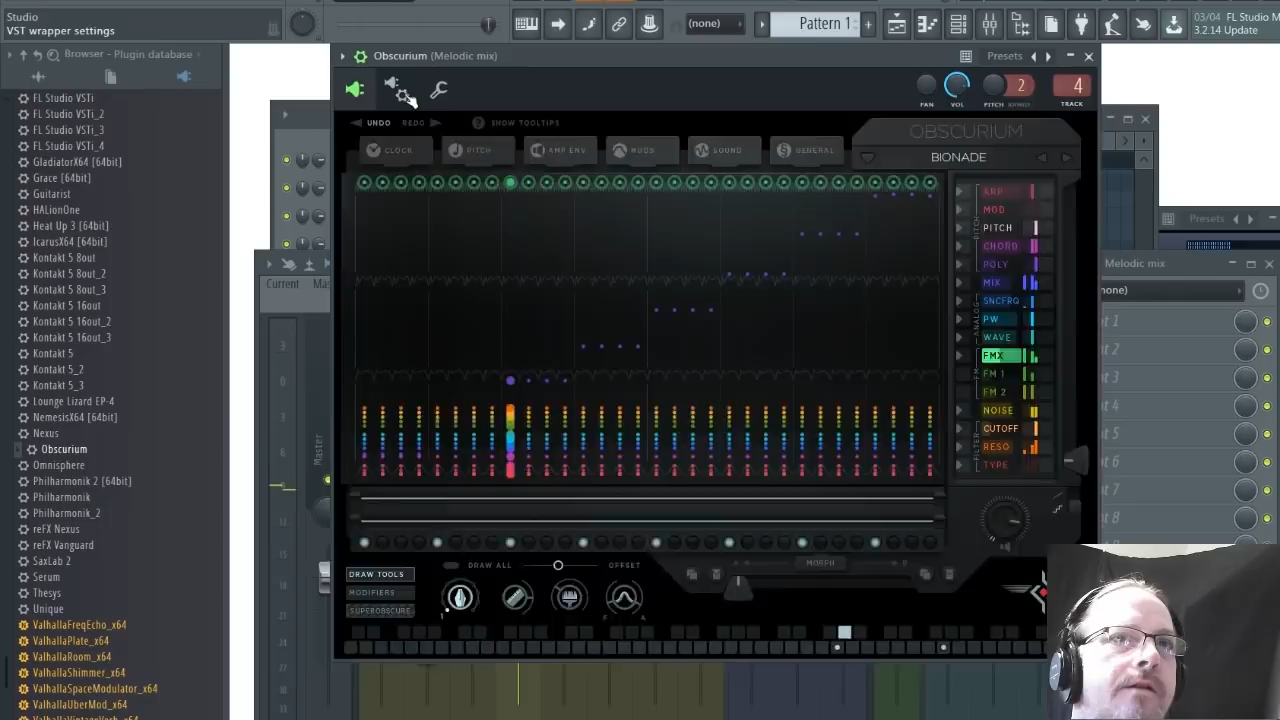 Studio
VST wrapper settings
(none)
Pattern 1
03/04 FL Studio M
3.2.14
Update
Browser - Plugin database
FL Studio VSTi
FL Studio VSTi_2
FL Studio VSTi_3
FL Studio VSTi_4
GladiatorX64 [64bit]
Grace [64bit]
Guitarist
HALionOne
Heat Up 3 [64bit]
IcarusX64 [64bit]
Kontakt 5 8out
Kontakt 5 8out_2
Kontakt 5 16out
Kontakt 5 16out_2
Kontakt 5 16out_3
Kontakt 5
Kontakt 5_2
Kontakt 5_3
Lounge Lizard EP-4
NemesisX64 [64bit]
Nexus
Obscurium
Omnisphere
Philharmonik 2 [64bit]
Philharmonik
Philharmonik_2
reFX Nexus
reFX Vanguard
SaxLab 2
Serum
Thesys
Unique
ValhallaFreqEcho_x64
ValhallaPlate_x64
ValhallaRoom_x64
ValhallaShimmer_x64
ValhallaSpaceModulator_x64
ValhallaUberMod_x64
ValhallaVintageVerb_x64
Obscurium (Melodic mix)
Presets
2
4
PAN
VOL
PITCH
TRACK
UNDO
REDO
SHOW TOOLTIPS
CLOCK
PITCH
AMP ENV
MODS
SOUND
GENERAL
OBSCURIUM
BIONADE
ARP
MOD
PITCH
CHORD
POLY
MIX
SNCFRQ
PW
WAVE
FMX
FM 1
FM 2
NOISE
CUTOFF
RESO
TYPE
PITCH
ANALOG
FM
FILTER
DRAW TOOLS
MODIFIERS
SUPEROBSCURE
DRAW ALL
OFFSET
MORPH
Current
Master
Presets
Melodic mix